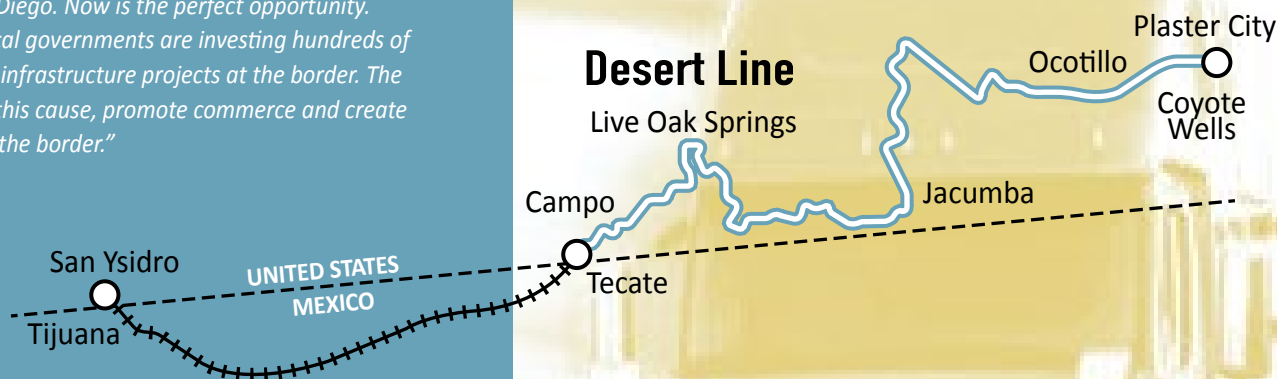 Diego. Now is the perfect opportunity.
al governments are investing hundreds of
infrastructure projects at the border. The
this cause, promote commerce and create
the border.”
Desert Line
Plaster City
Ocotillo
Coyote
Wells
Live Oak Springs
Campo
Jacumba
Tecate
San Ysidro
UNITED STATES
MEXICO
Tijuana